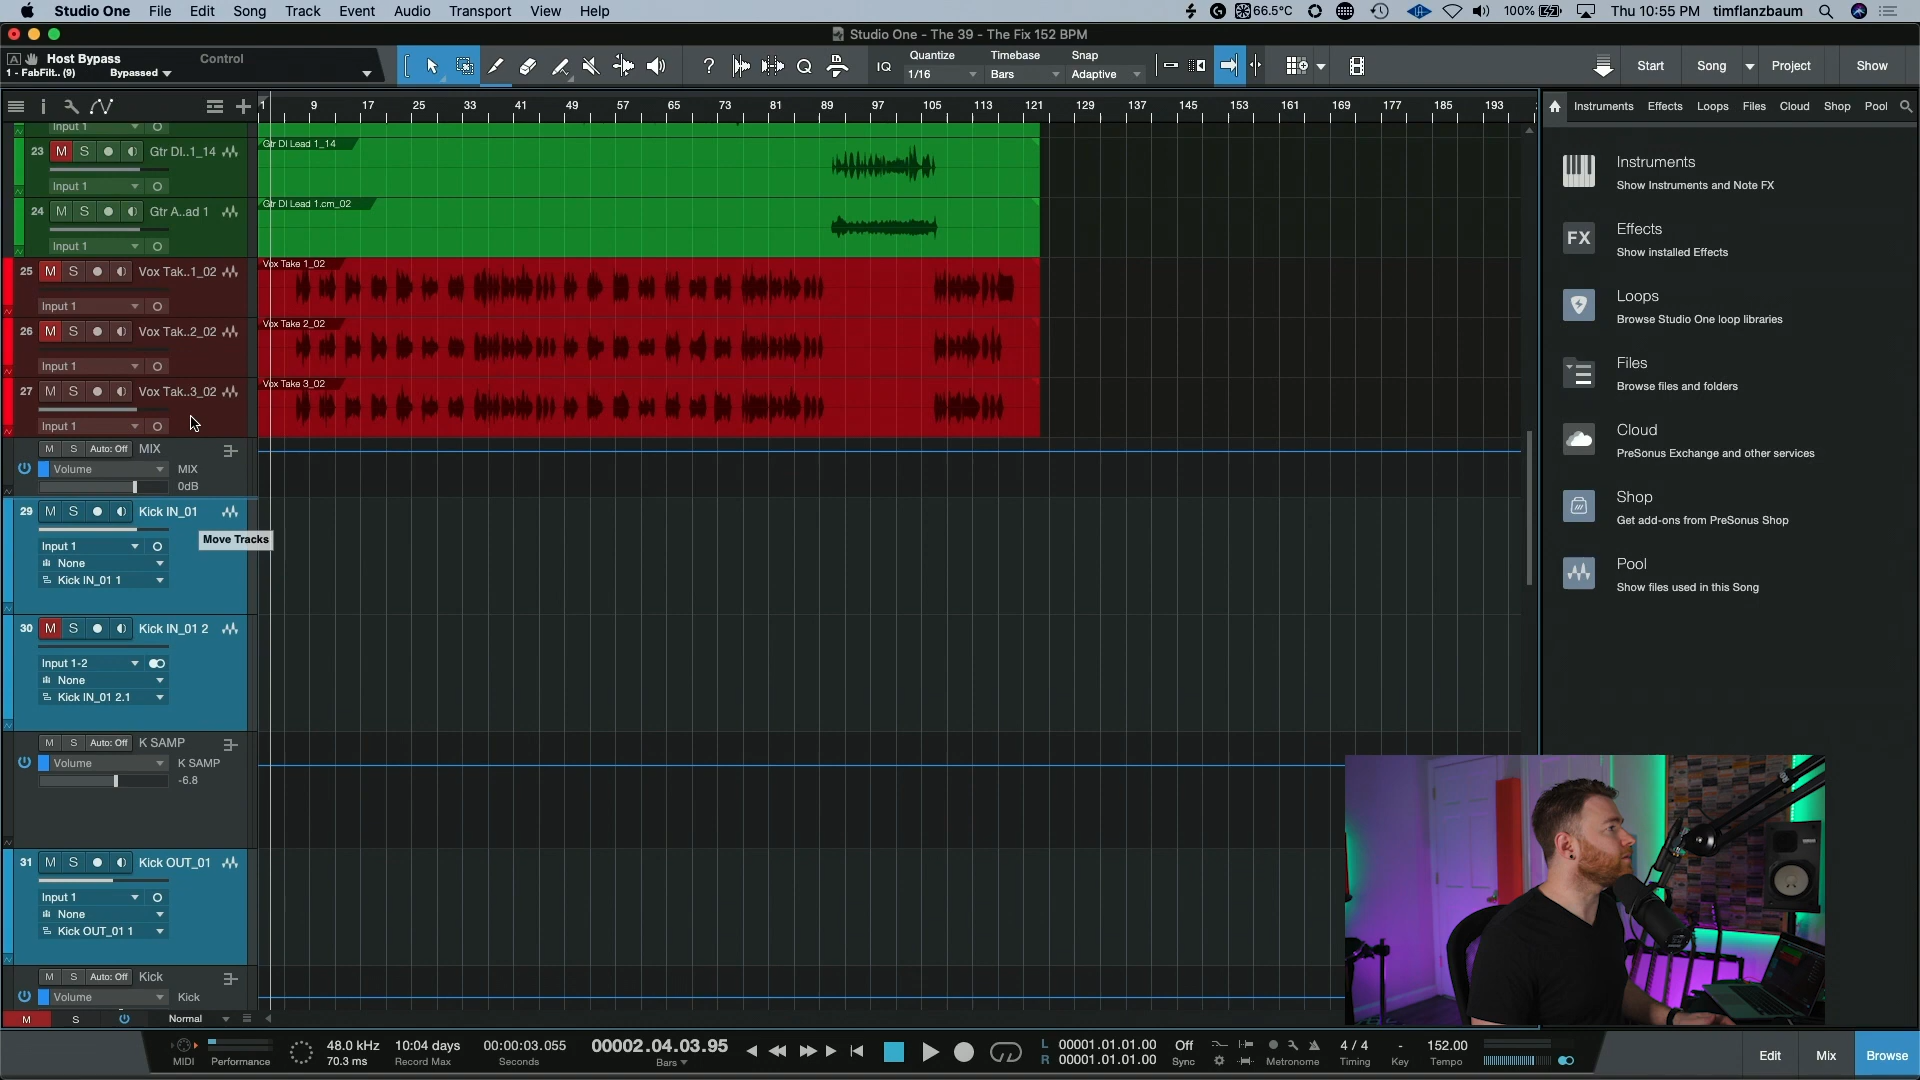 Studio One File Edit Song Track Event Audio Transport View Help
66.5°C 100% Thu 10:55 PM timflanzbaum
Studio One - The 39 - The Fix 152 BPM
Host Bypass Control
1 - FabFilt.. (9) Bypassed
IQ Quantize 1/16 Timebase Bars Snap Adaptive
Start Song Project Show
1 9 17 25 33 41 49 57 65 73 81 89 97 105 113 121 129 137 145 153 161 169 177 185 193
Instruments Effects Loops Files Cloud Shop Pool
Input 1
23 M S Gtr DI..1_14
Input 1
Gtr DI Lead 1_14
24 M S Gtr A..ad 1
Input 1
Gtr DI Lead 1.cm_02
25 M S Vox Tak..1_02
Input 1
Vox Take 1_02
26 M S Vox Tak..2_02
Input 1
Vox Take 2_02
27 M S Vox Tak..3_02
Input 1
Vox Take 3_02
M S Auto: Off MIX
Volume MIX
0dB
29 M S Kick IN_01
Move Tracks
Input 1
None
Kick IN_01 1
30 M S Kick IN_01 2
Input 1-2
None
Kick IN_01 2.1
M S Auto: Off K SAMP
Volume K SAMP
-6.8
31 M S Kick OUT_01
Input 1
None
Kick OUT_01 1
M S Auto: Off Kick
Volume Kick
M S Normal
Instruments
Show Instruments and Note FX
FX Effects
Show installed Effects
Loops
Browse Studio One loop libraries
Files
Browse files and folders
Cloud
PreSonus Exchange and other services
Shop
Get add-ons from PreSonus Shop
Pool
Show files used in this Song
MIDI Performance
48.0 kHz
70.3 ms
10:04 days
Record Max
00:00:03.055
Seconds
00002.04.03.95
Bars
L 00001.01.01.00
R 00001.01.01.00
Off
Sync
Metronome
4 / 4
Timing
-
Key
152.00
Tempo
Edit Mix Browse